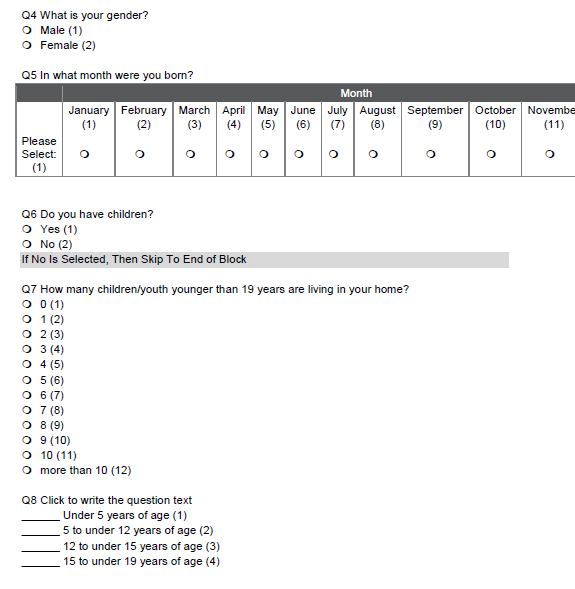 Q4 What is your gender?
Male (1)
Female (2)
Q5 In what month were you born?
Month
January (1) February (2) March (3) April (4) May (5) June (6) July (7) August (8) September (9) October (10) Novembe (11)
Please Select: (1)
Q6 Do you have children?
Yes (1)
No (2)
If No Is Selected, Then Skip To End of Block
Q7 How many children/youth younger than 19 years are living in your home?
0 (1)
1 (2)
2 (3)
3 (4)
4 (5)
5 (6)
6 (7)
7 (8)
8 (9)
9 (10)
10 (11)
more than 10 (12)
Q8 Click to write the question text
______ Under 5 years of age (1)
______ 5 to under 12 years of age (2)
______ 12 to under 15 years of age (3)
______ 15 to under 19 years of age (4)